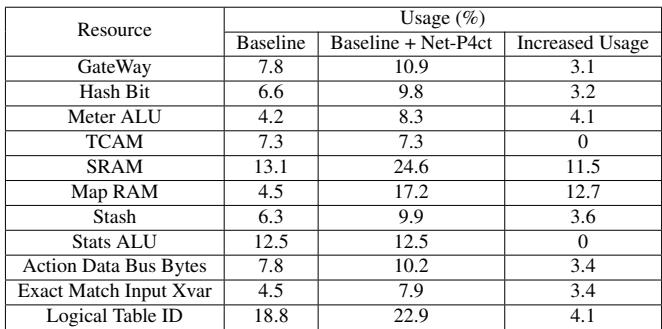 Resource Usage (%)
Baseline Baseline + Net-P4ct Increased Usage
GateWay 7.8 10.9 3.1
Hash Bit 6.6 9.8 3.2
Meter ALU 4.2 8.3 4.1
TCAM 7.3 7.3 0
SRAM 13.1 24.6 11.5
Map RAM 4.5 17.2 12.7
Stash 6.3 9.9 3.6
Stats ALU 12.5 12.5 0
Action Data Bus Bytes 7.8 10.2 3.4
Exact Match Input Xvar 4.5 7.9 3.4
Logical Table ID 18.8 22.9 4.1